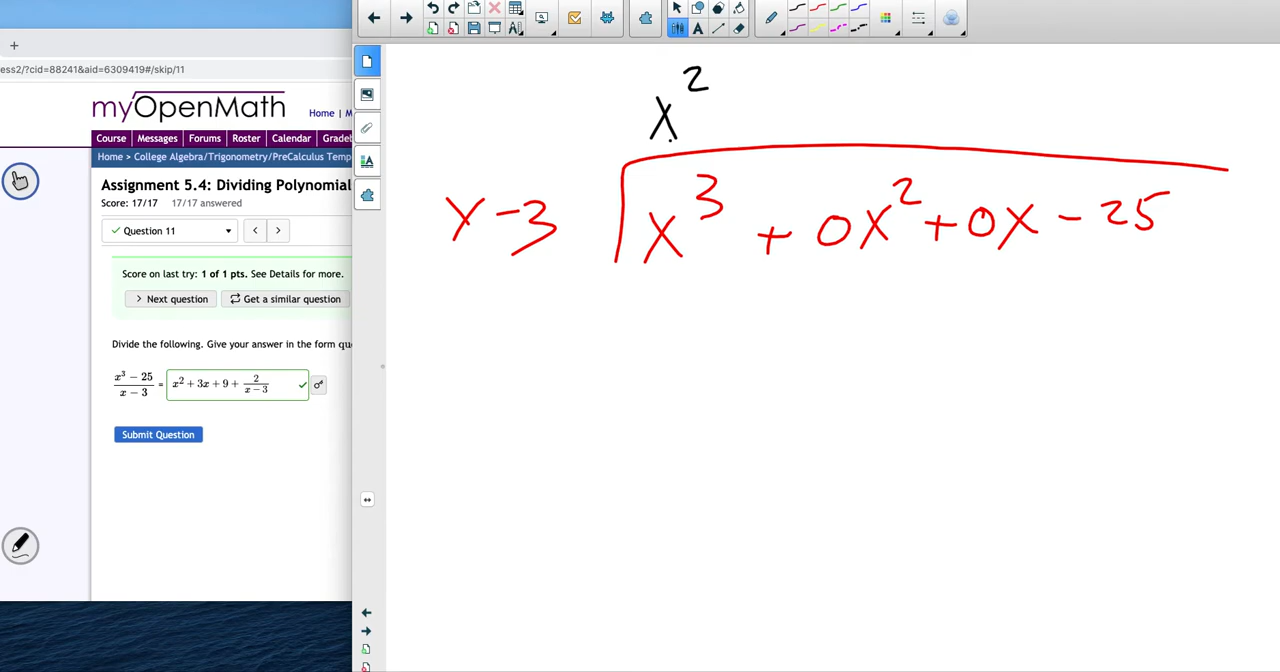 ess2/?cid=88241&aid=6309419#/skip/11
myOpenMath
Home | M
Course Messages Forums Roster Calendar Grade
Home > College Algebra/Trigonometry/PreCalculus Temp
Assignment 5.4: Dividing Polynomial
Score: 17/17 17/17 answered
✓ Question 11
< >
Score on last try: 1 of 1 pts. See Details for more.
> Next question
Get a similar question
Divide the following. Give your answer in the form qu
(x³ − 25)/(x − 3) = x² + 3x + 9 + 2/(x − 3)
Submit Question
x²
x − 3 x³ + 0x² + 0x − 25